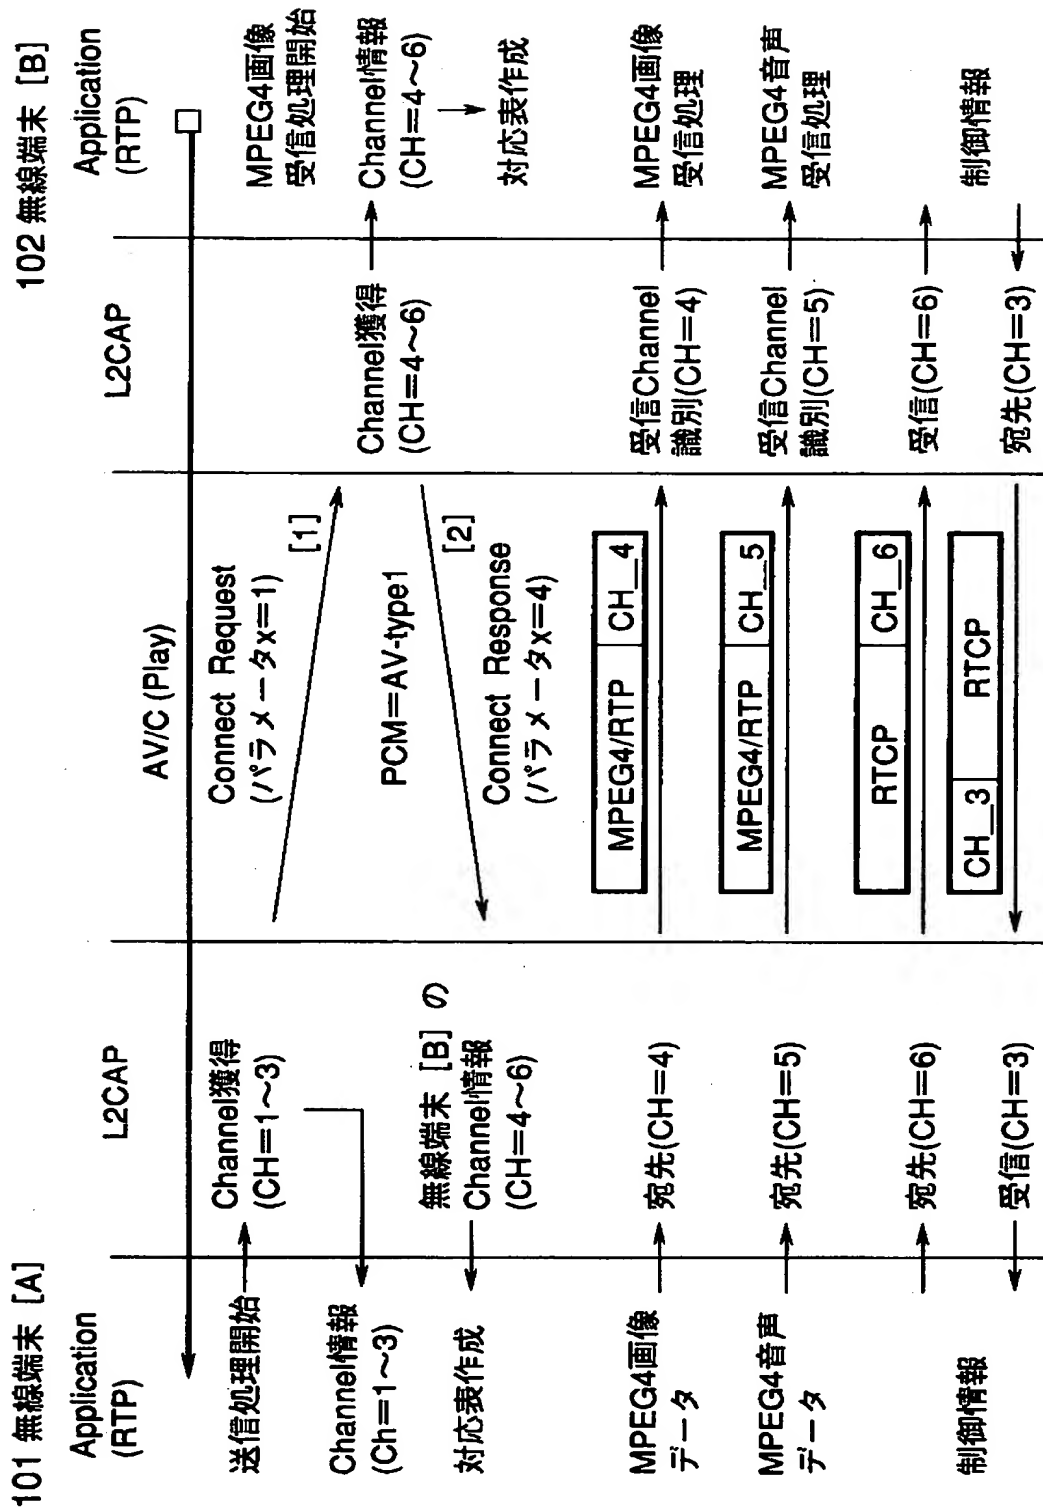 101 無線端末 [A]
102 無線端末 [B]
Application
(RTP)
L2CAP
L2CAP
Application
(RTP)
AV/C (Play)
送信処理開始
Channel獲得
(CH=1～3)
Connect Request
(パラメータx=1)
[1]
MPEG4画像
受信処理開始
Channel情報
(Ch=1～3)
Channel獲得
(CH=4～6)
Channel情報
(CH=4～6)
対応表作成
PCM=AV-type1
[2]
Connect Response
(パラメータx=4)
無線端末 [B] の
Channel情報
(CH=4～6)
対応表作成
MPEG4画像
データ
宛先(CH=4)
MPEG4/RTP CH_4
受信Channel
識別(CH=4)
MPEG4画像
受信処理
MPEG4音声
データ
宛先(CH=5)
MPEG4/RTP CH_5
受信Channel
識別(CH=5)
MPEG4音声
受信処理
宛先(CH=6)
RTCP CH_6
受信(CH=6)
制御情報
受信(CH=3)
CH_3 RTCP
宛先(CH=3)
制御情報